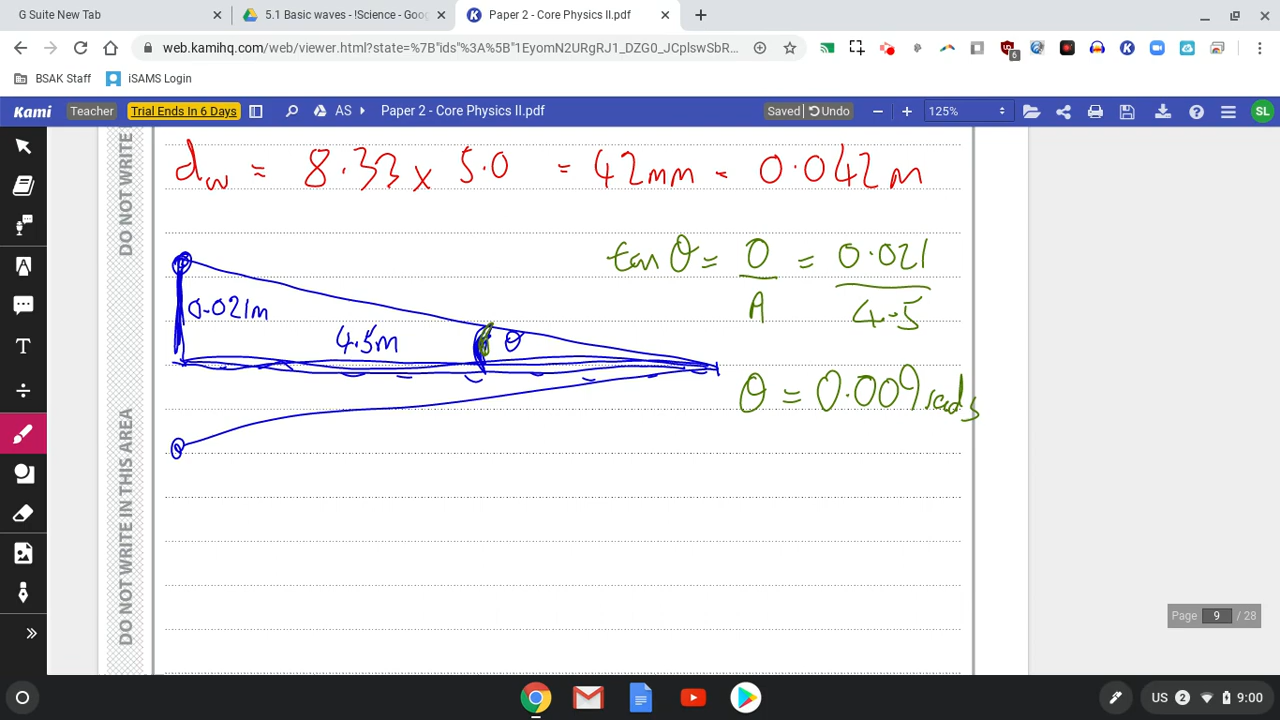 G Suite New Tab
5.1 Basic waves - !Science - Goo
Paper 2 - Core Physics II.pdf
web.kamihq.com/web/viewer.html?state=%7B"ids"%3A%5B"1EyomN2URgRJ1_DZG0_JCplswSbR...
6
BSAK Staff
iSAMS Login
Kami
Teacher
Trial Ends In 6 Days
AS
Paper 2 - Core Physics II.pdf
Saved
Undo
125%
SL
DO NOT WRITE
dw = 8.33 x 5.0 = 42mm - 0.042m
tan θ = O/A = 0.021/4.5
0.021m
4.5m
θ
θ = 0.009 rads
DO NOT WRITE IN THIS AREA
Page 9 / 28
US 2 9:00